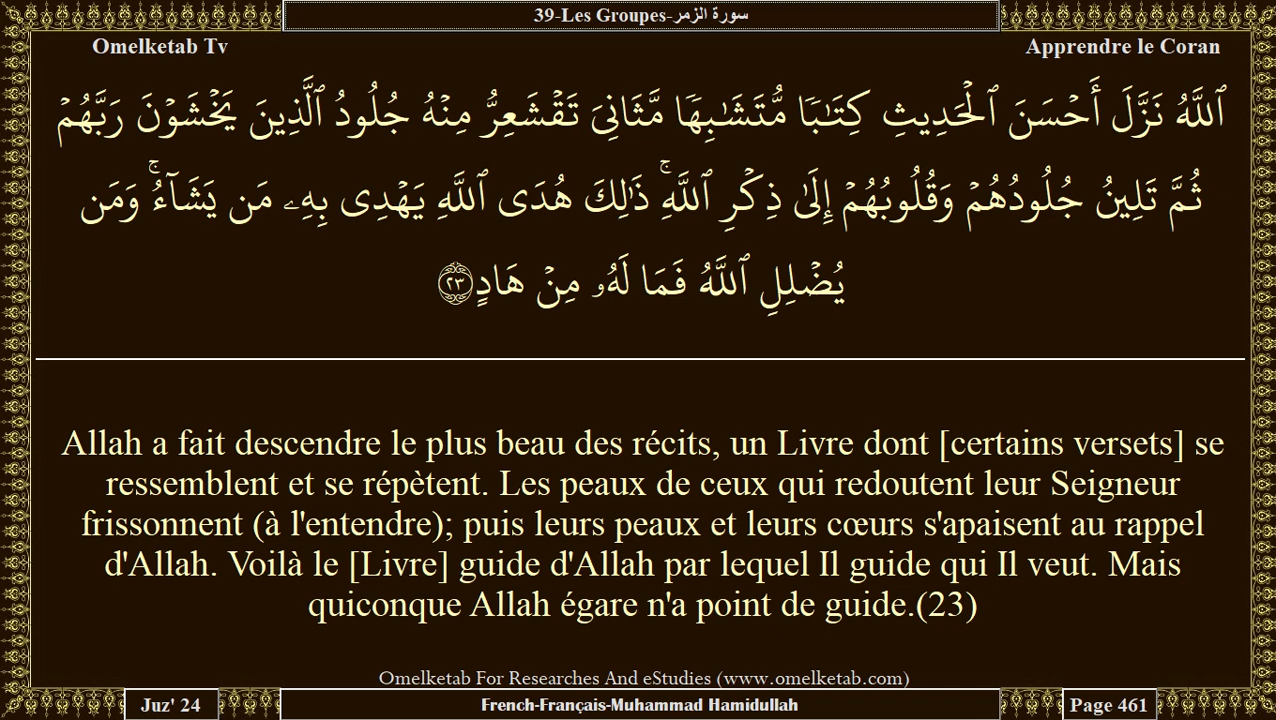 39-Les Groupes-سورة الزمر
Omelketab Tv
Apprendre le Coran
ٱللَّهُ نَزَّلَ أَحۡسَنَ ٱلۡحَدِيثِ كِتَٰبٗا مُّتَشَٰبِهٗا مَّثَانِيَ تَقۡشَعِرُّ مِنۡهُ جُلُودُ ٱلَّذِينَ يَخۡشَوۡنَ رَبَّهُمۡ
ثُمَّ تَلِينُ جُلُودُهُمۡ وَقُلُوبُهُمۡ إِلَىٰ ذِكۡرِ ٱللَّهِۚ ذَٰلِكَ هُدَى ٱللَّهِ يَهۡدِي بِهِۦ مَن يَشَآءُۚ وَمَن
يُضۡلِلِ ٱللَّهُ فَمَا لَهُۥ مِنۡ هَادٍ ٢٣
Allah a fait descendre le plus beau des récits, un Livre dont [certains versets] se
ressemblent et se répètent. Les peaux de ceux qui redoutent leur Seigneur
frissonnent (à l'entendre); puis leurs peaux et leurs cœurs s'apaisent au rappel
d'Allah. Voilà le [Livre] guide d'Allah par lequel Il guide qui Il veut. Mais
quiconque Allah égare n'a point de guide.(23)
Omelketab For Researches And eStudies (www.omelketab.com)
Juz' 24
French-Français-Muhammad Hamidullah
Page 461